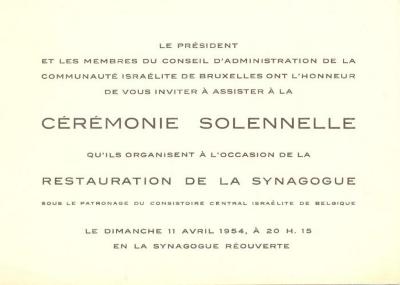 LE PRÉSIDENT
ET LES MEMBRES DU CONSEIL D'ADMINISTRATION DE LA
COMMUNAUTÉ ISRAÉLITE DE BRUXELLES ONT L'HONNEUR
DE VOUS INVITER À ASSISTER À LA
CÉRÉMONIE SOLENNELLE
QU'ILS ORGANISENT À L'OCCASION DE LA
RESTAURATION DE LA SYNAGOGUE
SOUS LE PATRONAGE DU CONSISTOIRE CENTRAL ISRAÉLITE DE BELGIQUE
LE DIMANCHE 11 AVRIL 1954, À 20 H. 15
EN LA SYNAGOGUE RÉOUVERTE